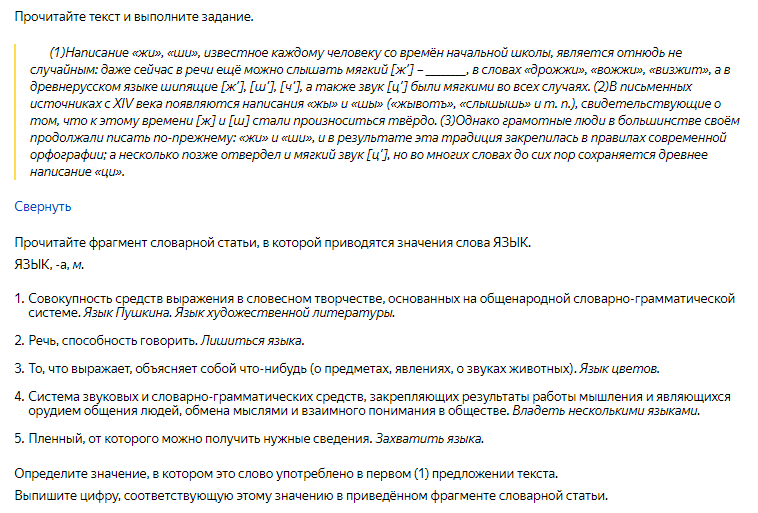 Прочитайте текст и выполните задание.
(1)Написание «жи», «ши», известное каждому человеку со времён начальной школы, является отнюдь не
случайным: даже сейчас в речи ещё можно слышать мягкий [ж’] – ______, в словах «дрожжи», «вожжи», «визжит», а в
древнерусском языке шипящие [ж’], [ш’], [ч’], а также звук [ц’] были мягкими во всех случаях. (2)В письменных
источниках с XIV века появляются написания «жы» и «шы» («жывотъ», «слышышь» и т. п.), свидетельствующие о
том, что к этому времени [ж] и [ш] стали произноситься твёрдо. (3)Однако грамотные люди в большинстве своём
продолжали писать по-прежнему: «жи» и «ши», и в результате эта традиция закрепилась в правилах современной
орфографии; а несколько позже отвердел и мягкий звук [ц’], но во многих словах до сих пор сохраняется древнее
написание «ци».
Свернуть
Прочитайте фрагмент словарной статьи, в которой приводятся значения слова ЯЗЫК.
ЯЗЫК, -а, м.
1. Совокупность средств выражения в словесном творчестве, основанных на общенародной словарно-грамматической
системе. Язык Пушкина. Язык художественной литературы.
2. Речь, способность говорить. Лишиться языка.
3. То, что выражает, объясняет собой что-нибудь (о предметах, явлениях, о звуках животных). Язык цветов.
4. Система звуковых и словарно-грамматических средств, закрепляющих результаты работы мышления и являющихся
орудием общения людей, обмена мыслями и взаимного понимания в обществе. Владеть несколькими языками.
5. Пленный, от которого можно получить нужные сведения. Захватить языка.
Определите значение, в котором это слово употреблено в первом (1) предложении текста.
Выпишите цифру, соответствующую этому значению в приведённом фрагменте словарной статьи.